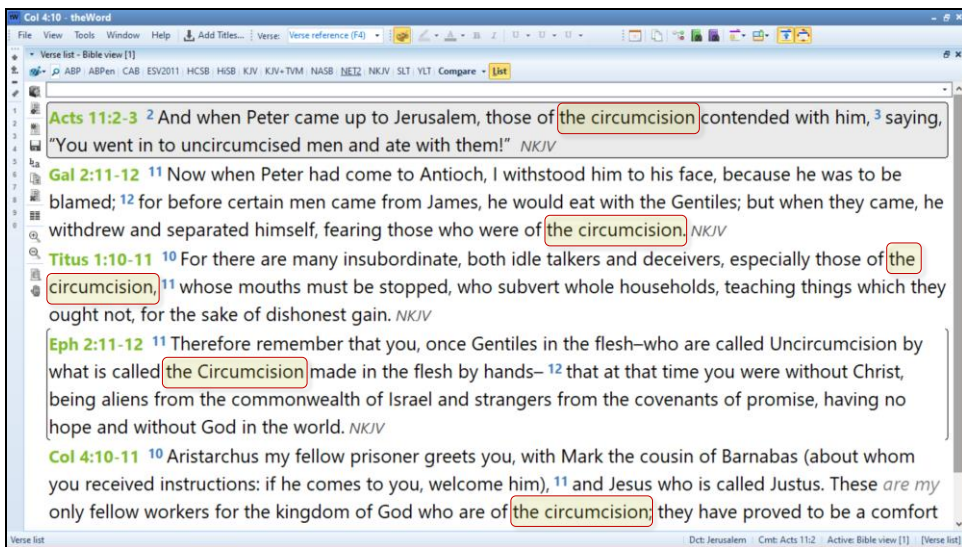 Col 4:10 - theWord
File View Tools Window Help Add Titles... Verse: Verse reference (F4)
Verse list - Bible view [1]
ABP ABPen CAB ESV2011 HCSB HiSB KJV KJV+TVM NASB NET2 NKJV SLT YLT Compare List
Acts 11:2-3 2 And when Peter came up to Jerusalem, those of the circumcision contended with him, 3 saying,
“You went in to uncircumcised men and ate with them!” NKJV
Gal 2:11-12 11 Now when Peter had come to Antioch, I withstood him to his face, because he was to be
blamed; 12 for before certain men came from James, he would eat with the Gentiles; but when they came, he
withdrew and separated himself, fearing those who were of the circumcision. NKJV
Titus 1:10-11 10 For there are many insubordinate, both idle talkers and deceivers, especially those of the
circumcision, 11 whose mouths must be stopped, who subvert whole households, teaching things which they
ought not, for the sake of dishonest gain. NKJV
Eph 2:11-12 11 Therefore remember that you, once Gentiles in the flesh–who are called Uncircumcision by
what is called the Circumcision made in the flesh by hands– 12 that at that time you were without Christ,
being aliens from the commonwealth of Israel and strangers from the covenants of promise, having no
hope and without God in the world. NKJV
Col 4:10-11 10 Aristarchus my fellow prisoner greets you, with Mark the cousin of Barnabas (about whom
you received instructions: if he comes to you, welcome him), 11 and Jesus who is called Justus. These are my
only fellow workers for the kingdom of God who are of the circumcision; they have proved to be a comfort
Verse list Dct: Jerusalem Cmt: Acts 11:2 Active: Bible view [1] [Verse list]